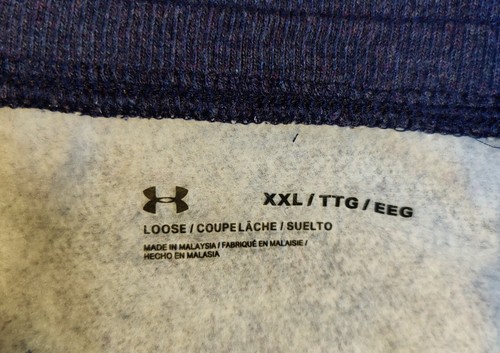 XXL / TTG / EEG
LOOSE / COUPE LÂCHE / SUELTO
MADE IN MALAYSIA / FABRIQUÉ EN MALAISIE /
HECHO EN MALASIA